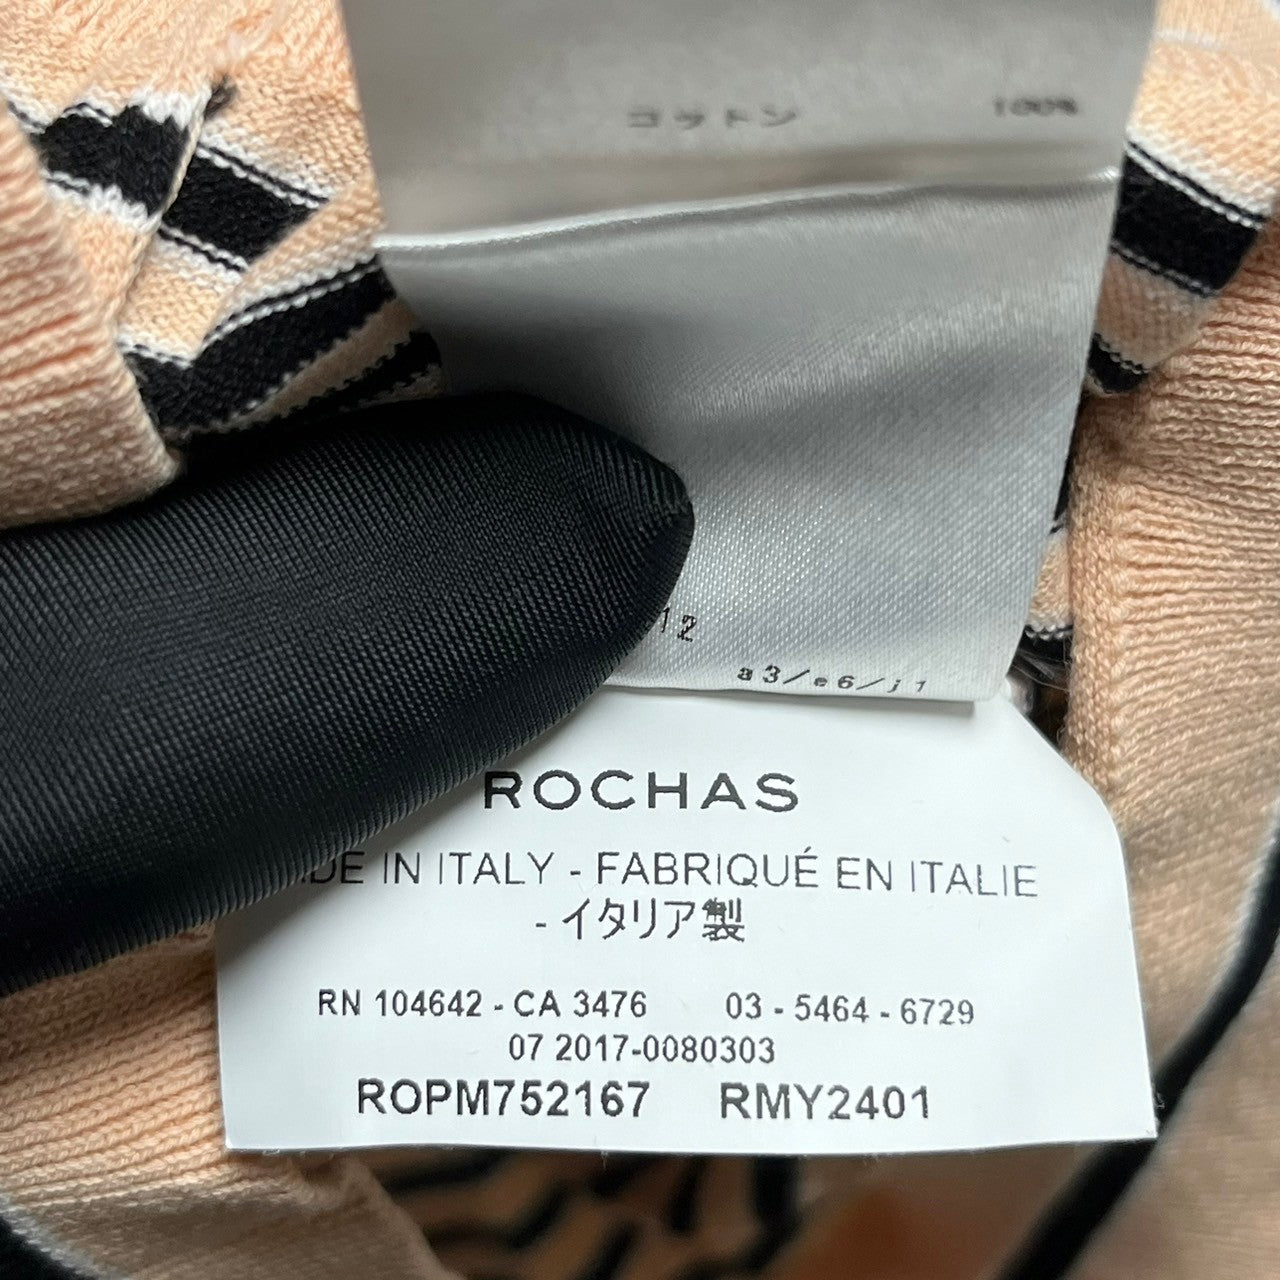 コットン 100%
12
a3/e6/j1
ROCHAS
IN ITALY - FABRIQUÉ EN ITALIE
- イタリア製
RN 104642 - CA 3476 03 - 5464 - 6729
07 2017-0080303
ROPM752167 RMY2401